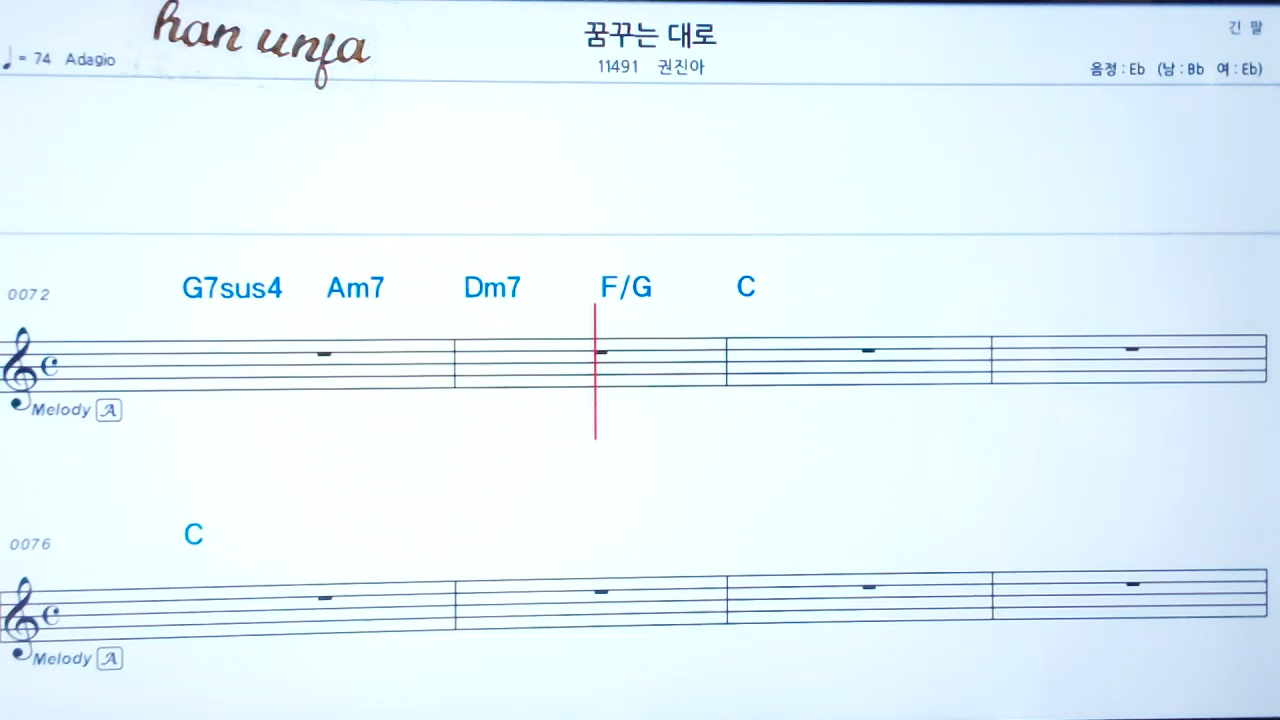 han unfa
꿈꾸는 대로
긴 팔
♩= 74 Adagio
11491 권진아
음정 : Eb (남 : Bb 여 : Eb)
0072
G7sus4 Am7 Dm7 F/G C
Melody A
0076
C
Melody A